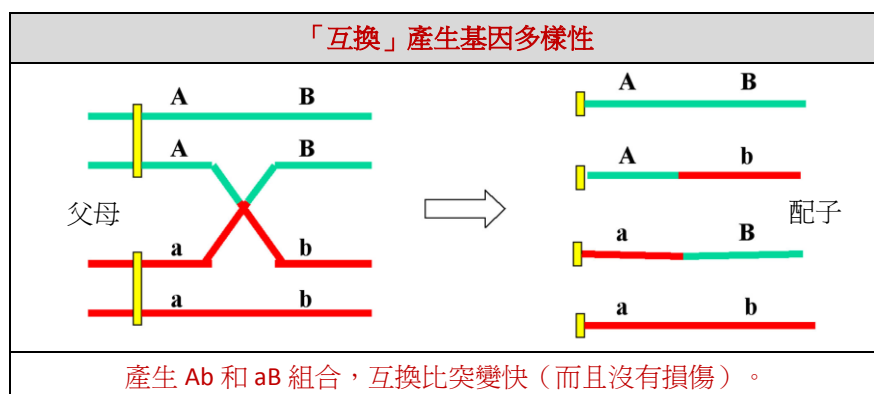 「互換」產生基因多樣性
A B
A B
父母
a b
a b
A B
A b
配子
a B
a b
產生 Ab 和 aB 組合，互換比突變快（而且沒有損傷）。